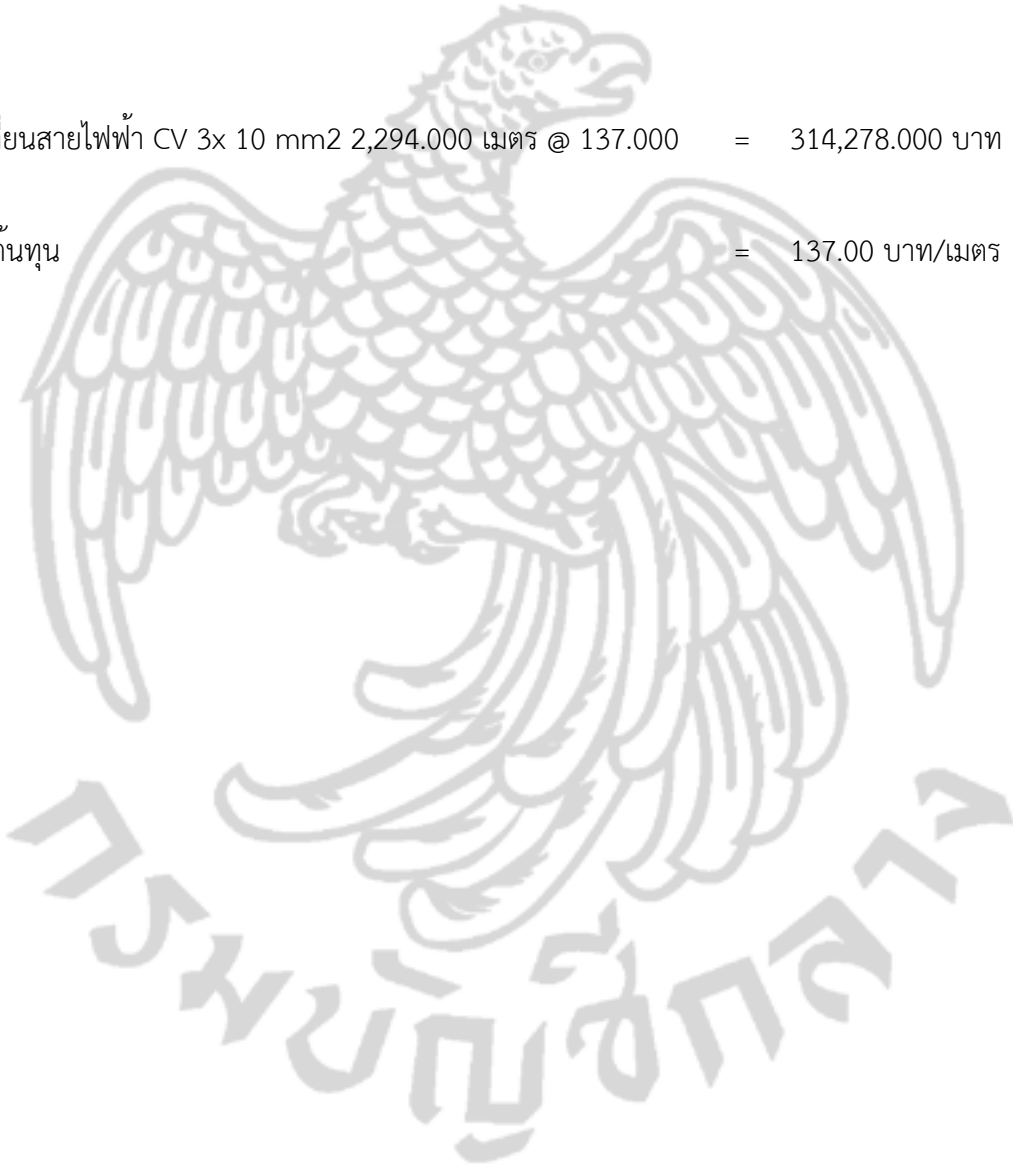 ยนสายไฟฟ้า CV 3x 10 mm2 2,294.000 เมตร @ 137.000 = 314,278.000 บาท
้นทุน = 137.00 บาท/เมตร
กรมบัญชีกลาง